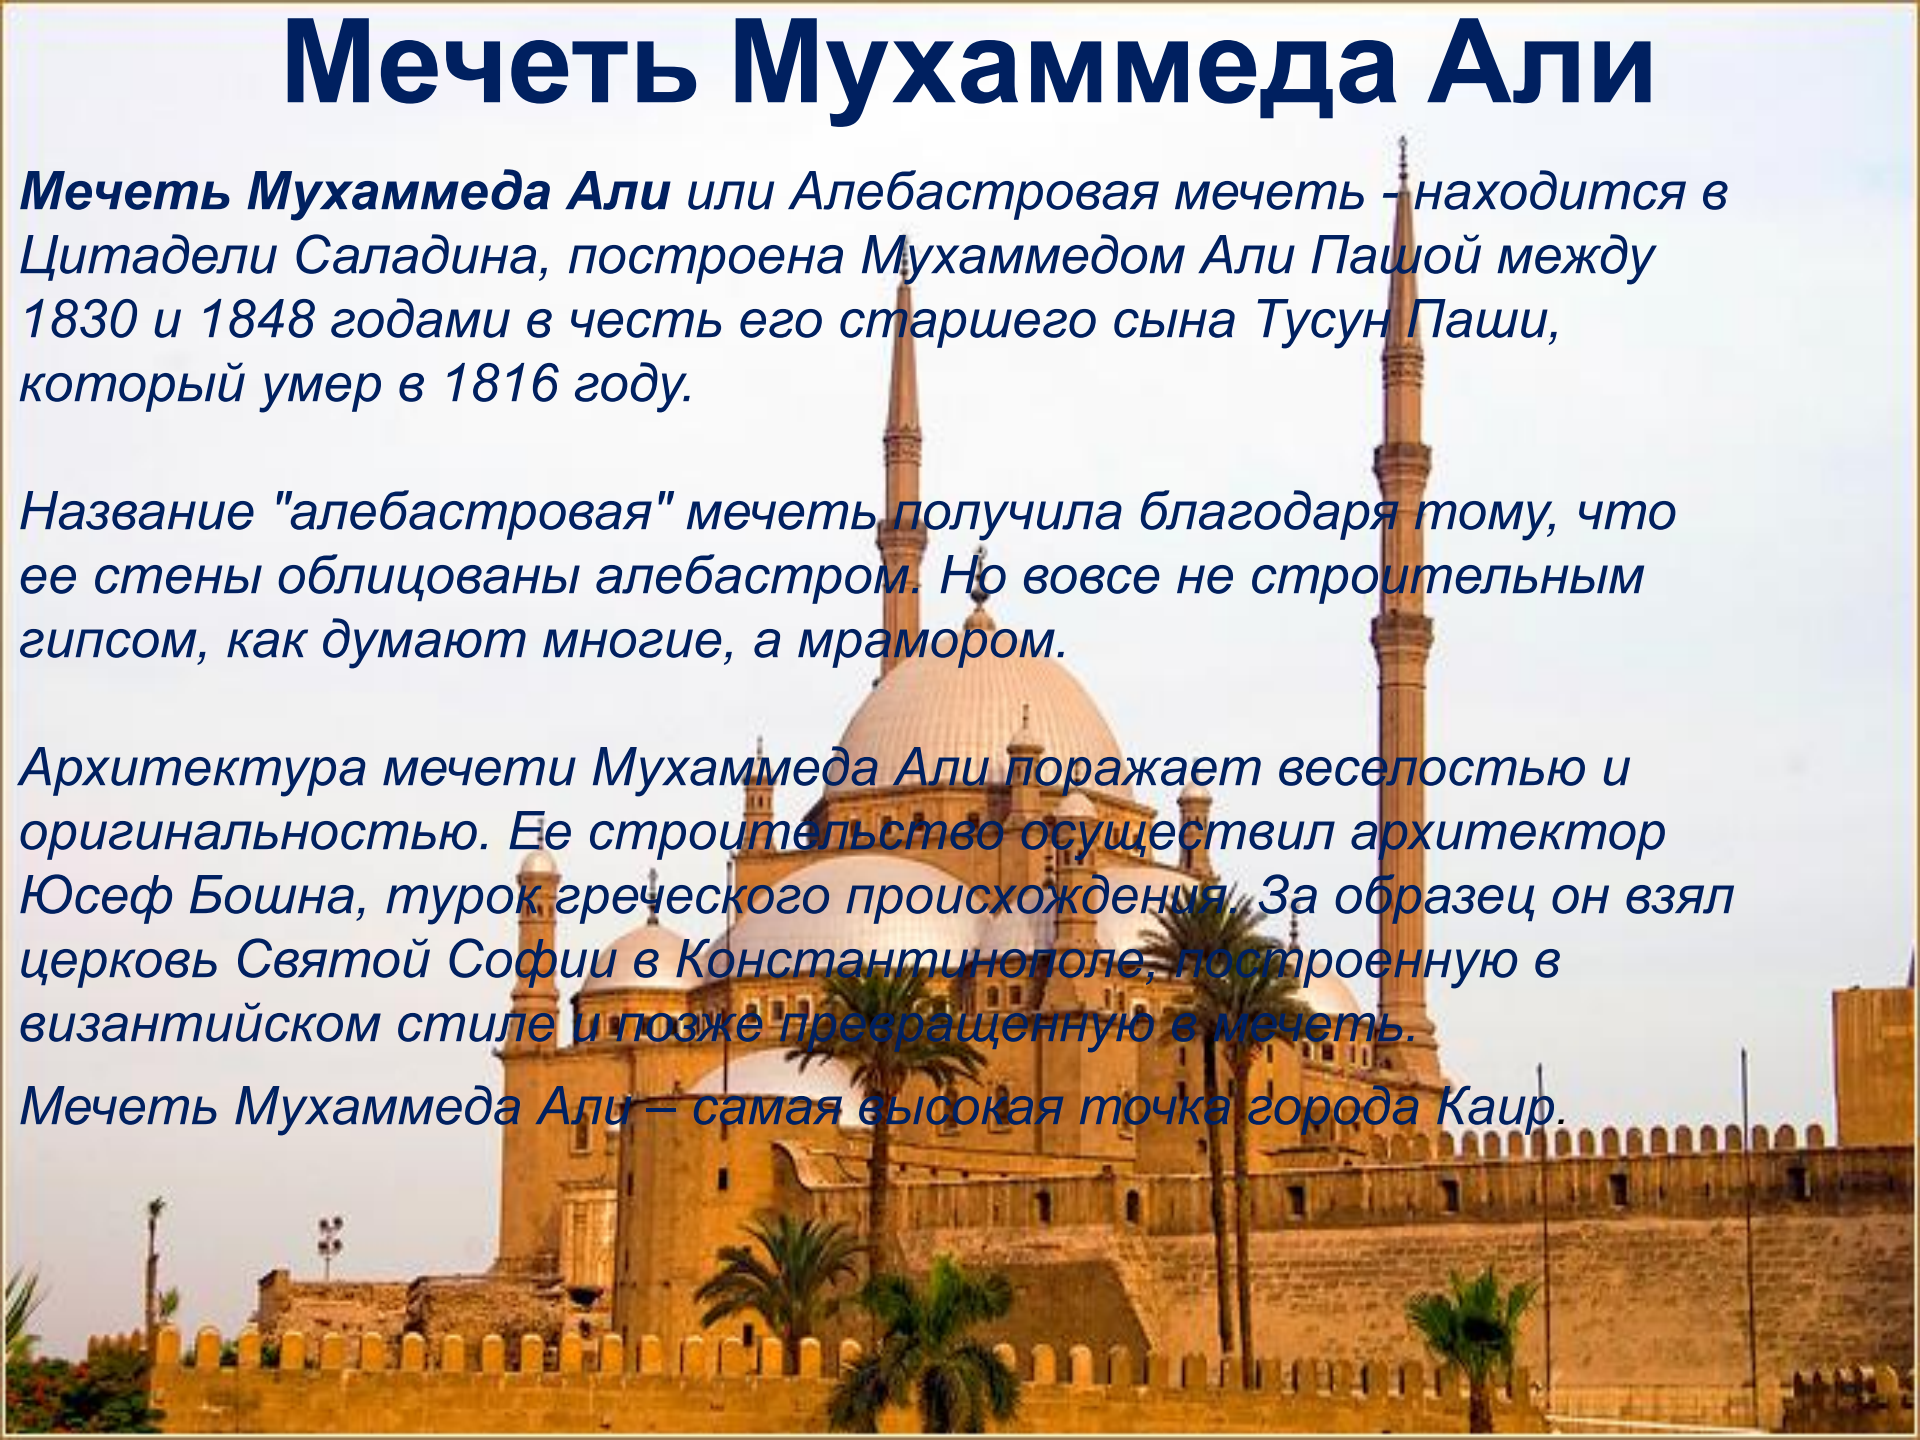 Мечеть Мухаммеда Али
Мечеть Мухаммеда Али или Алебастровая мечеть - находится в
Цитадели Саладина, построена Мухаммедом Али Пашой между
1830 и 1848 годами в честь его старшего сына Тусун Паши,
который умер в 1816 году.
Название "алебастровая" мечеть получила благодаря тому, что
ее стены облицованы алебастром. Но вовсе не строительным
гипсом, как думают многие, а мрамором.
Архитектура мечети Мухаммеда Али поражает веселостью и
оригинальностью. Ее строительство осуществил архитектор
Юсеф Бошна, турок греческого происхождения. За образец он взял
церковь Святой Софии в Константинополе, построенную в
византийском стиле и позже превращенную в мечеть.
Мечеть Мухаммеда Али – самая высокая точка города Каир.